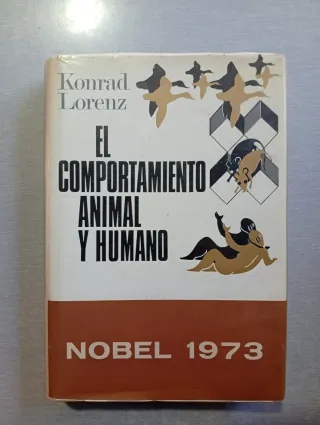 Konrad
Lorenz
EL
COMPORTAMIENTO
ANIMAL
Y HUMANO
NOBEL 1973